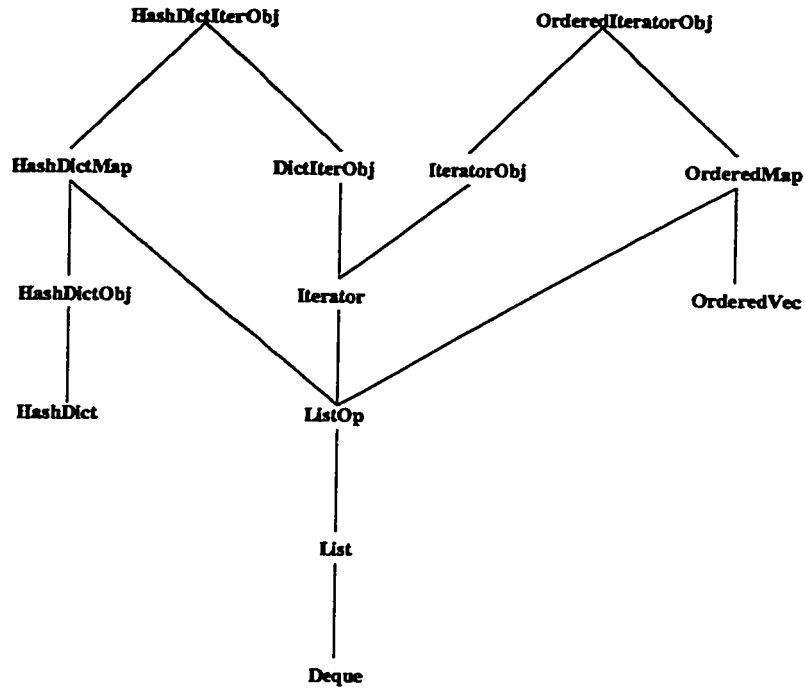 HashDictIterObj
OrderedIteratorObj
HashDictMap
DictIterObj
IteratorObj
OrderedMap
HashDictObj
Iterator
OrderedVec
HashDict
ListOp
List
Deque